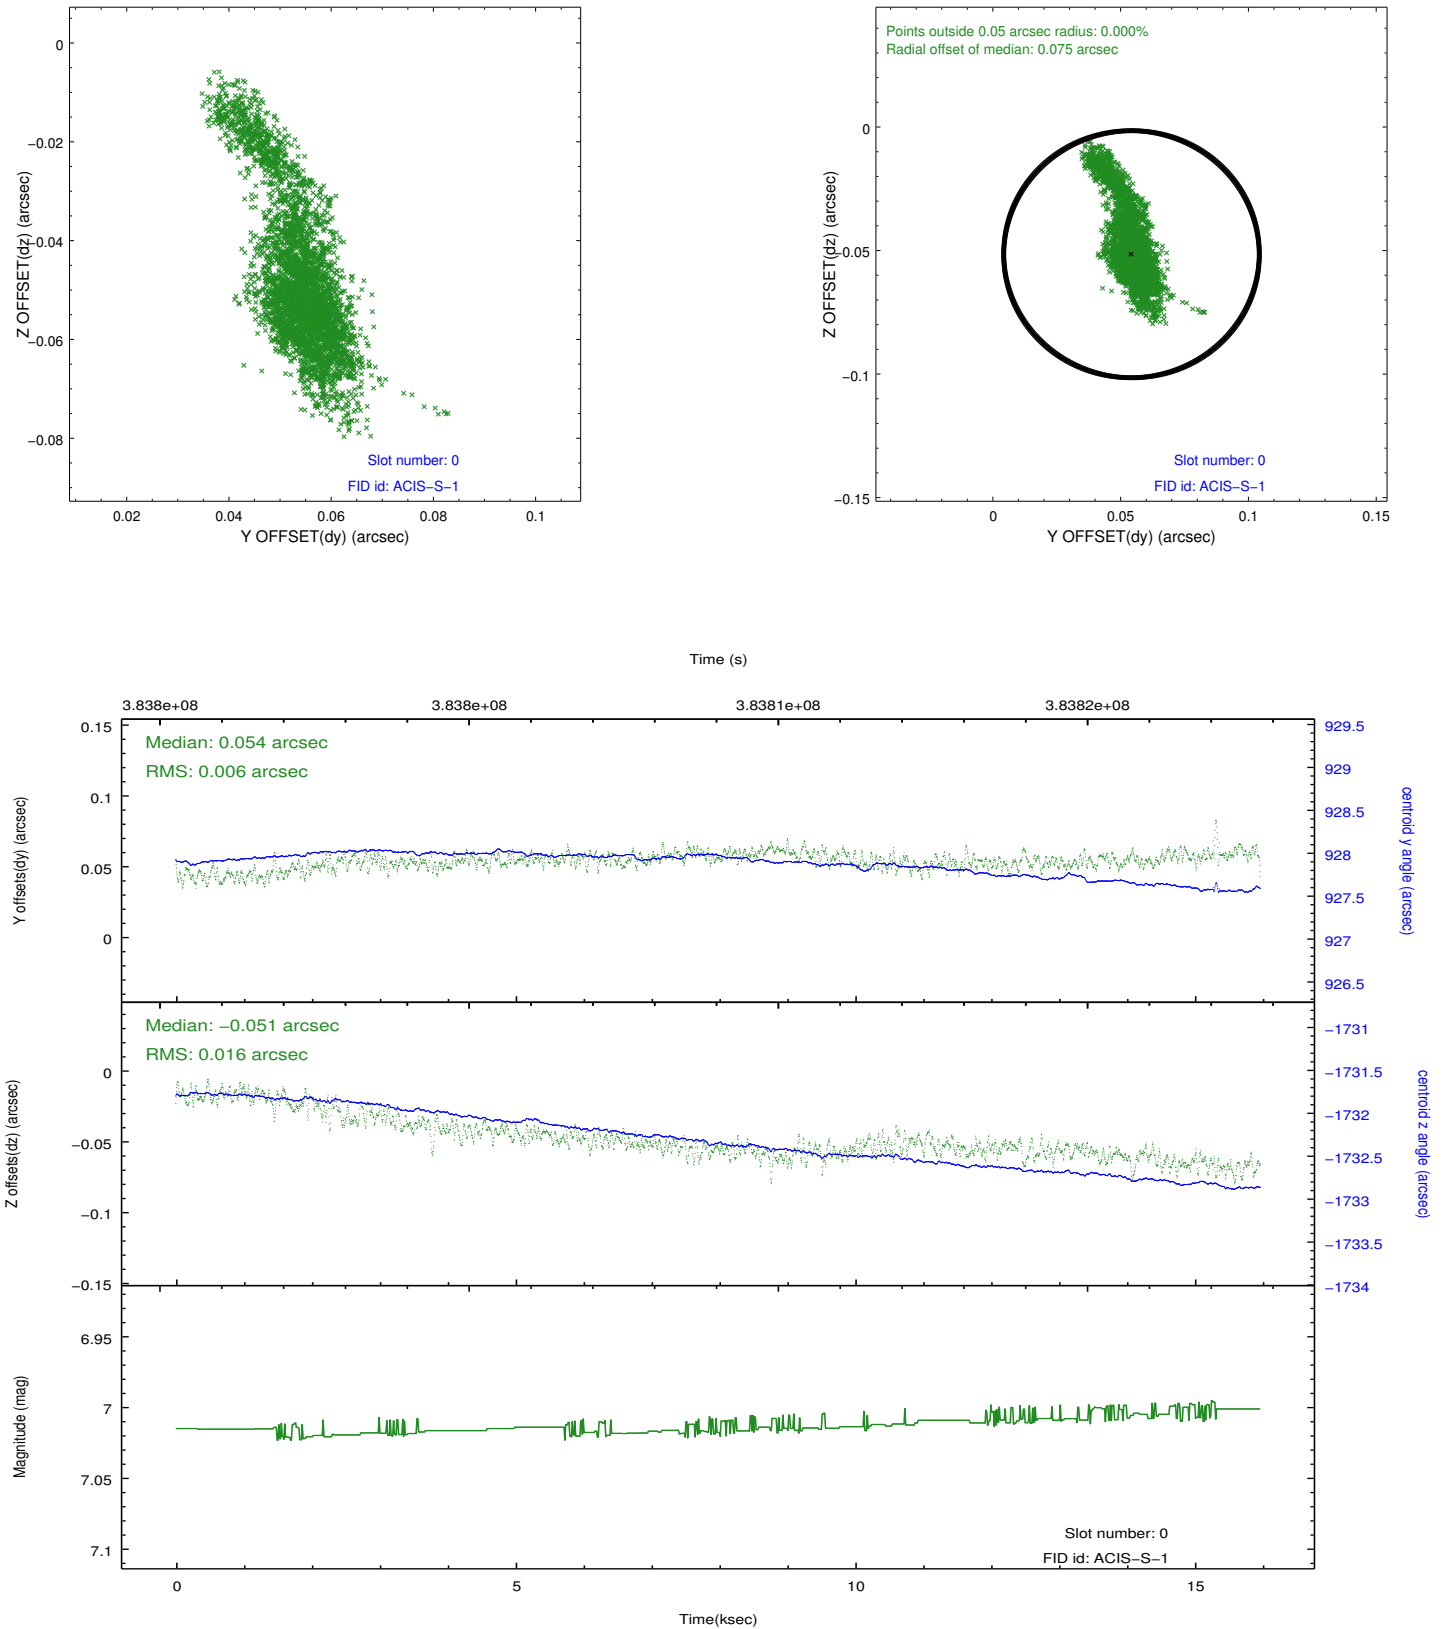 0
−0.02
−0.04
−0.06
−0.08
Z OFFSET(dz) (arcsec)
Slot number: 0
FID id: ACIS−S−1
0.02
0.04
0.06
0.08
0.1
Y OFFSET(dy) (arcsec)
Points outside 0.05 arcsec radius: 0.000%
Radial offset of median: 0.075 arcsec
0
−0.05
−0.1
−0.15
Z OFFSET(dz) (arcsec)
Slot number: 0
FID id: ACIS−S−1
0
0.05
0.1
0.15
Y OFFSET(dy) (arcsec)
Time (s)
3.838e+08
3.838e+08
3.8381e+08
3.8382e+08
Median: 0.054 arcsec
RMS: 0.006 arcsec
0.15
0.1
0.05
0
Y offsets(dy) (arcsec)
929.5
929
928.5
928
927.5
927
926.5
centroid y angle (arcsec)
Median: −0.051 arcsec
RMS: 0.016 arcsec
0
−0.05
−0.1
−0.15
Z offsets(dz) (arcsec)
−1731
−1731.5
−1732
−1732.5
−1733
−1733.5
−1734
centroid z angle (arcsec)
6.95
7
7.05
7.1
Magnitude (mag)
Slot number: 0
FID id: ACIS−S−1
0
5
10
15
Time(ksec)